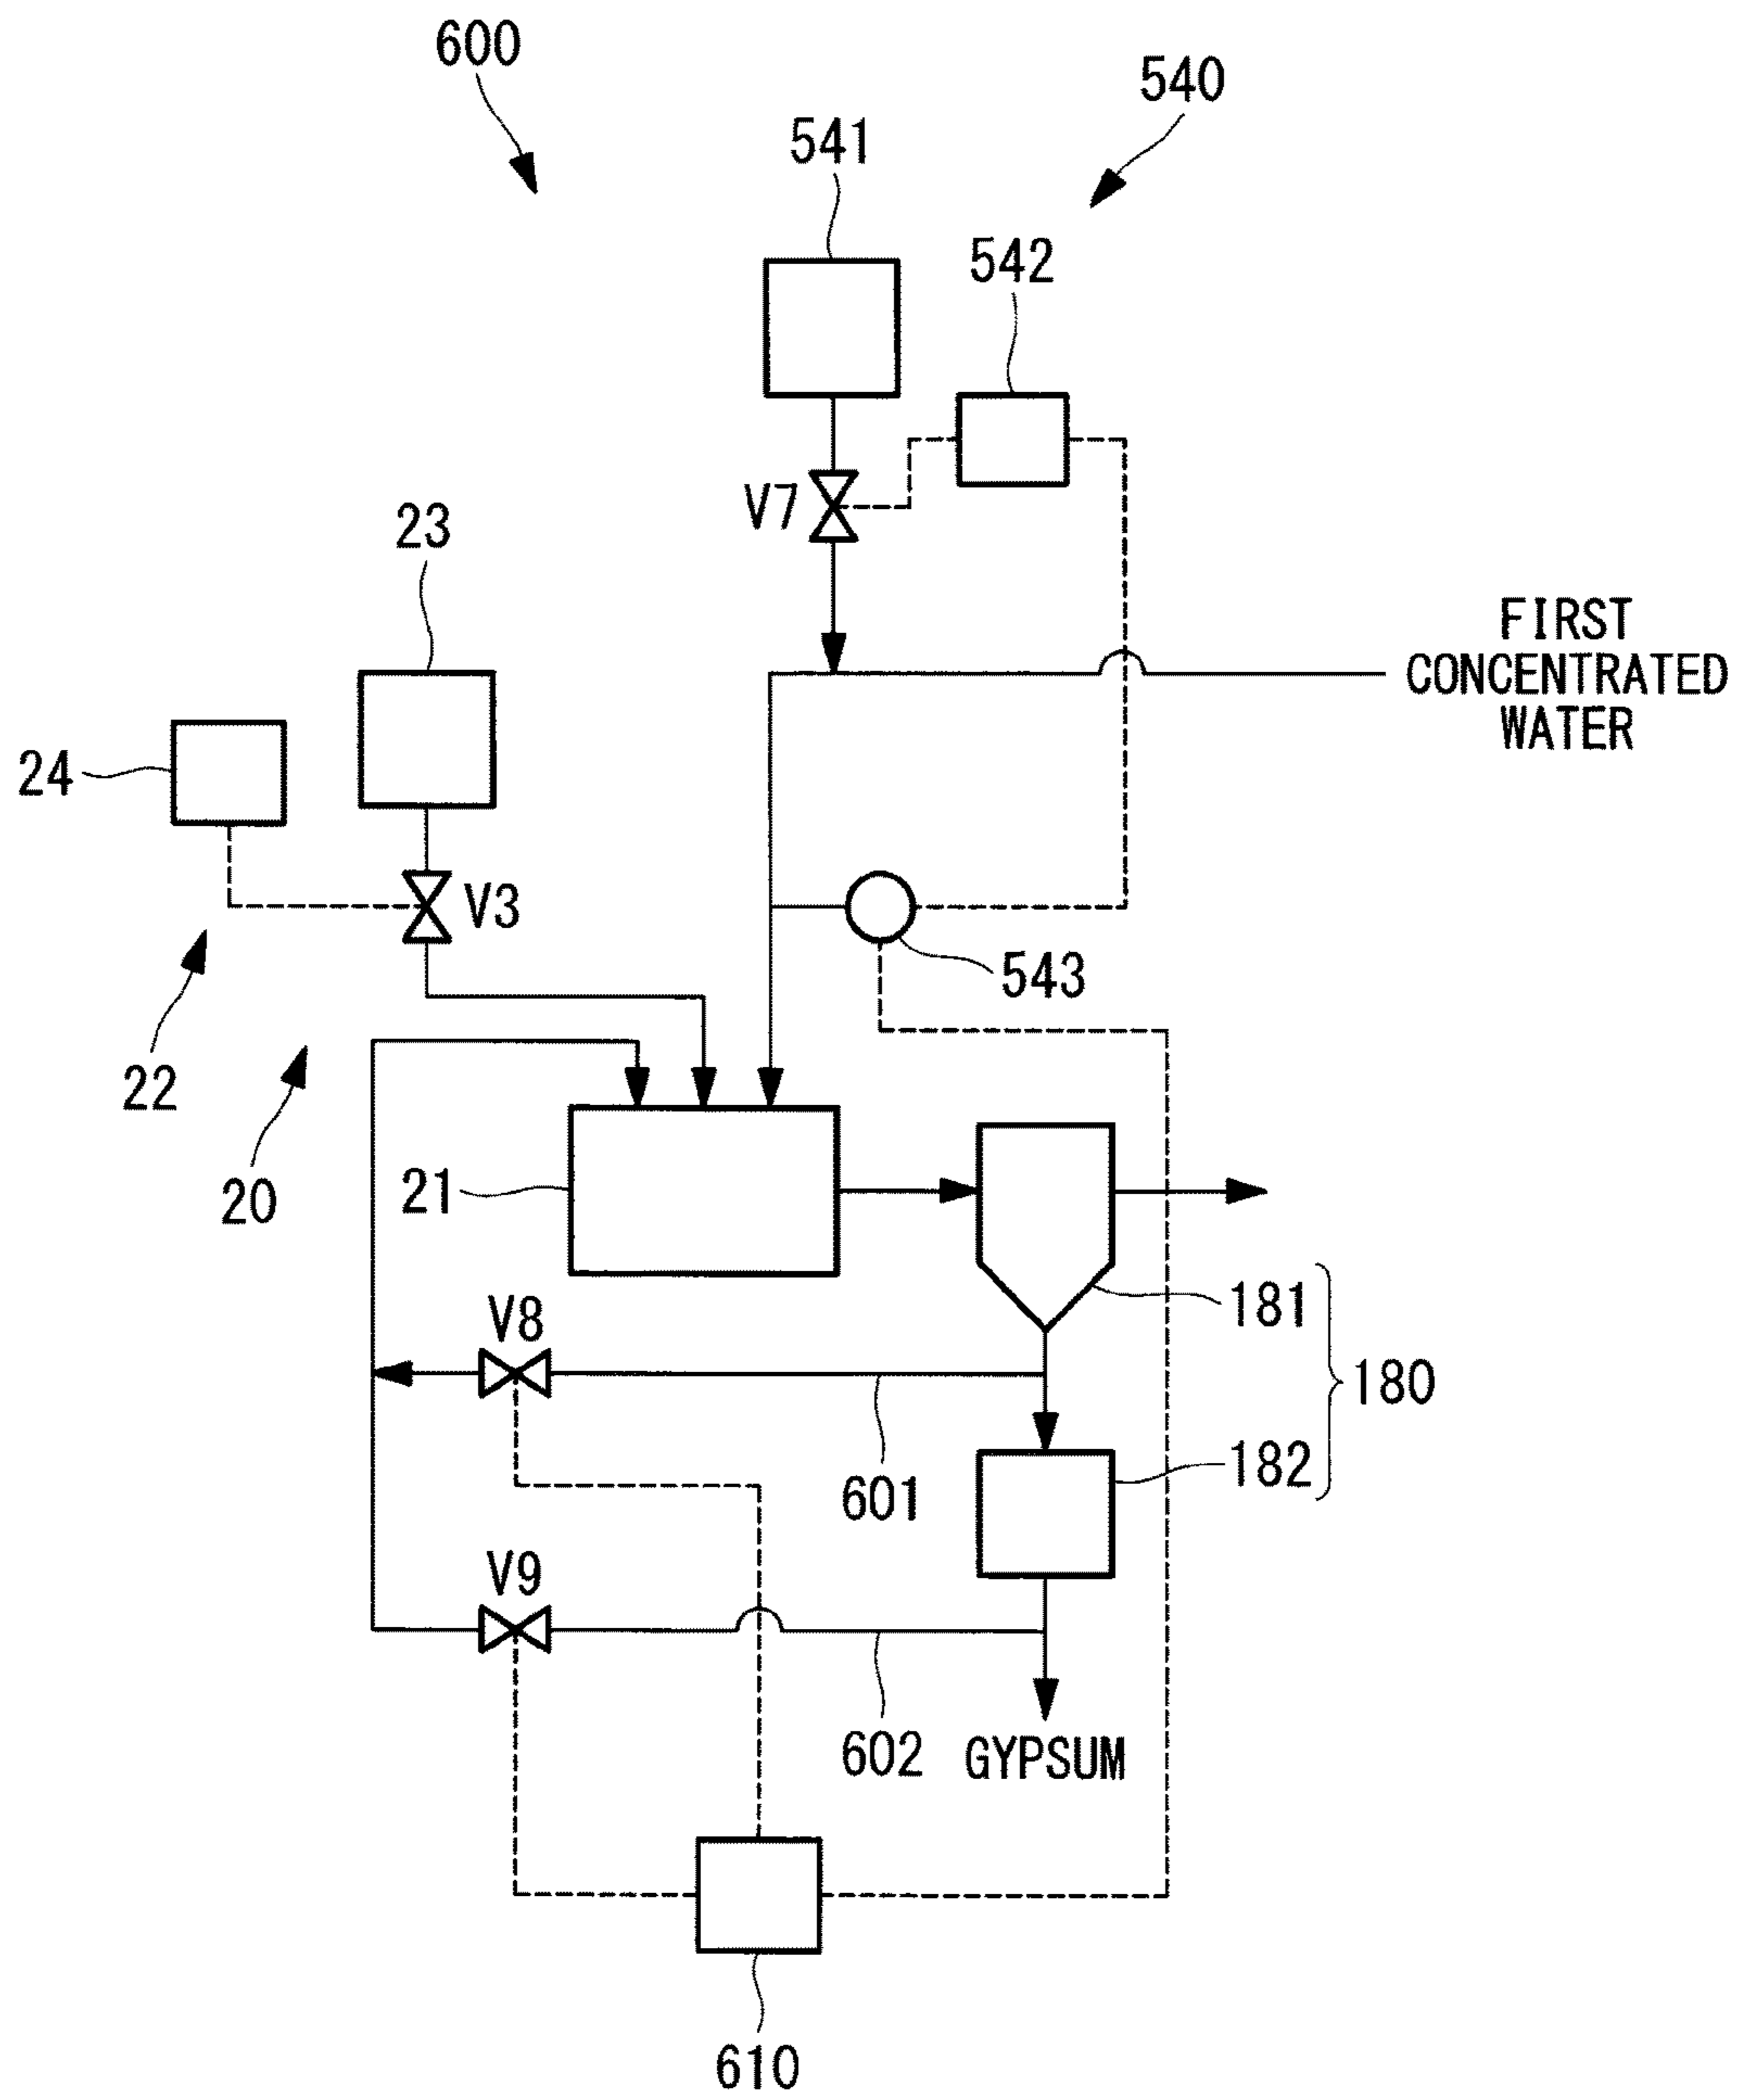 600
540
541
542
V7
23
FIRST
CONCENTRATED
WATER
24
V3
543
22
20
21
181
V8
180
182
601
V9
602
GYPSUM
610